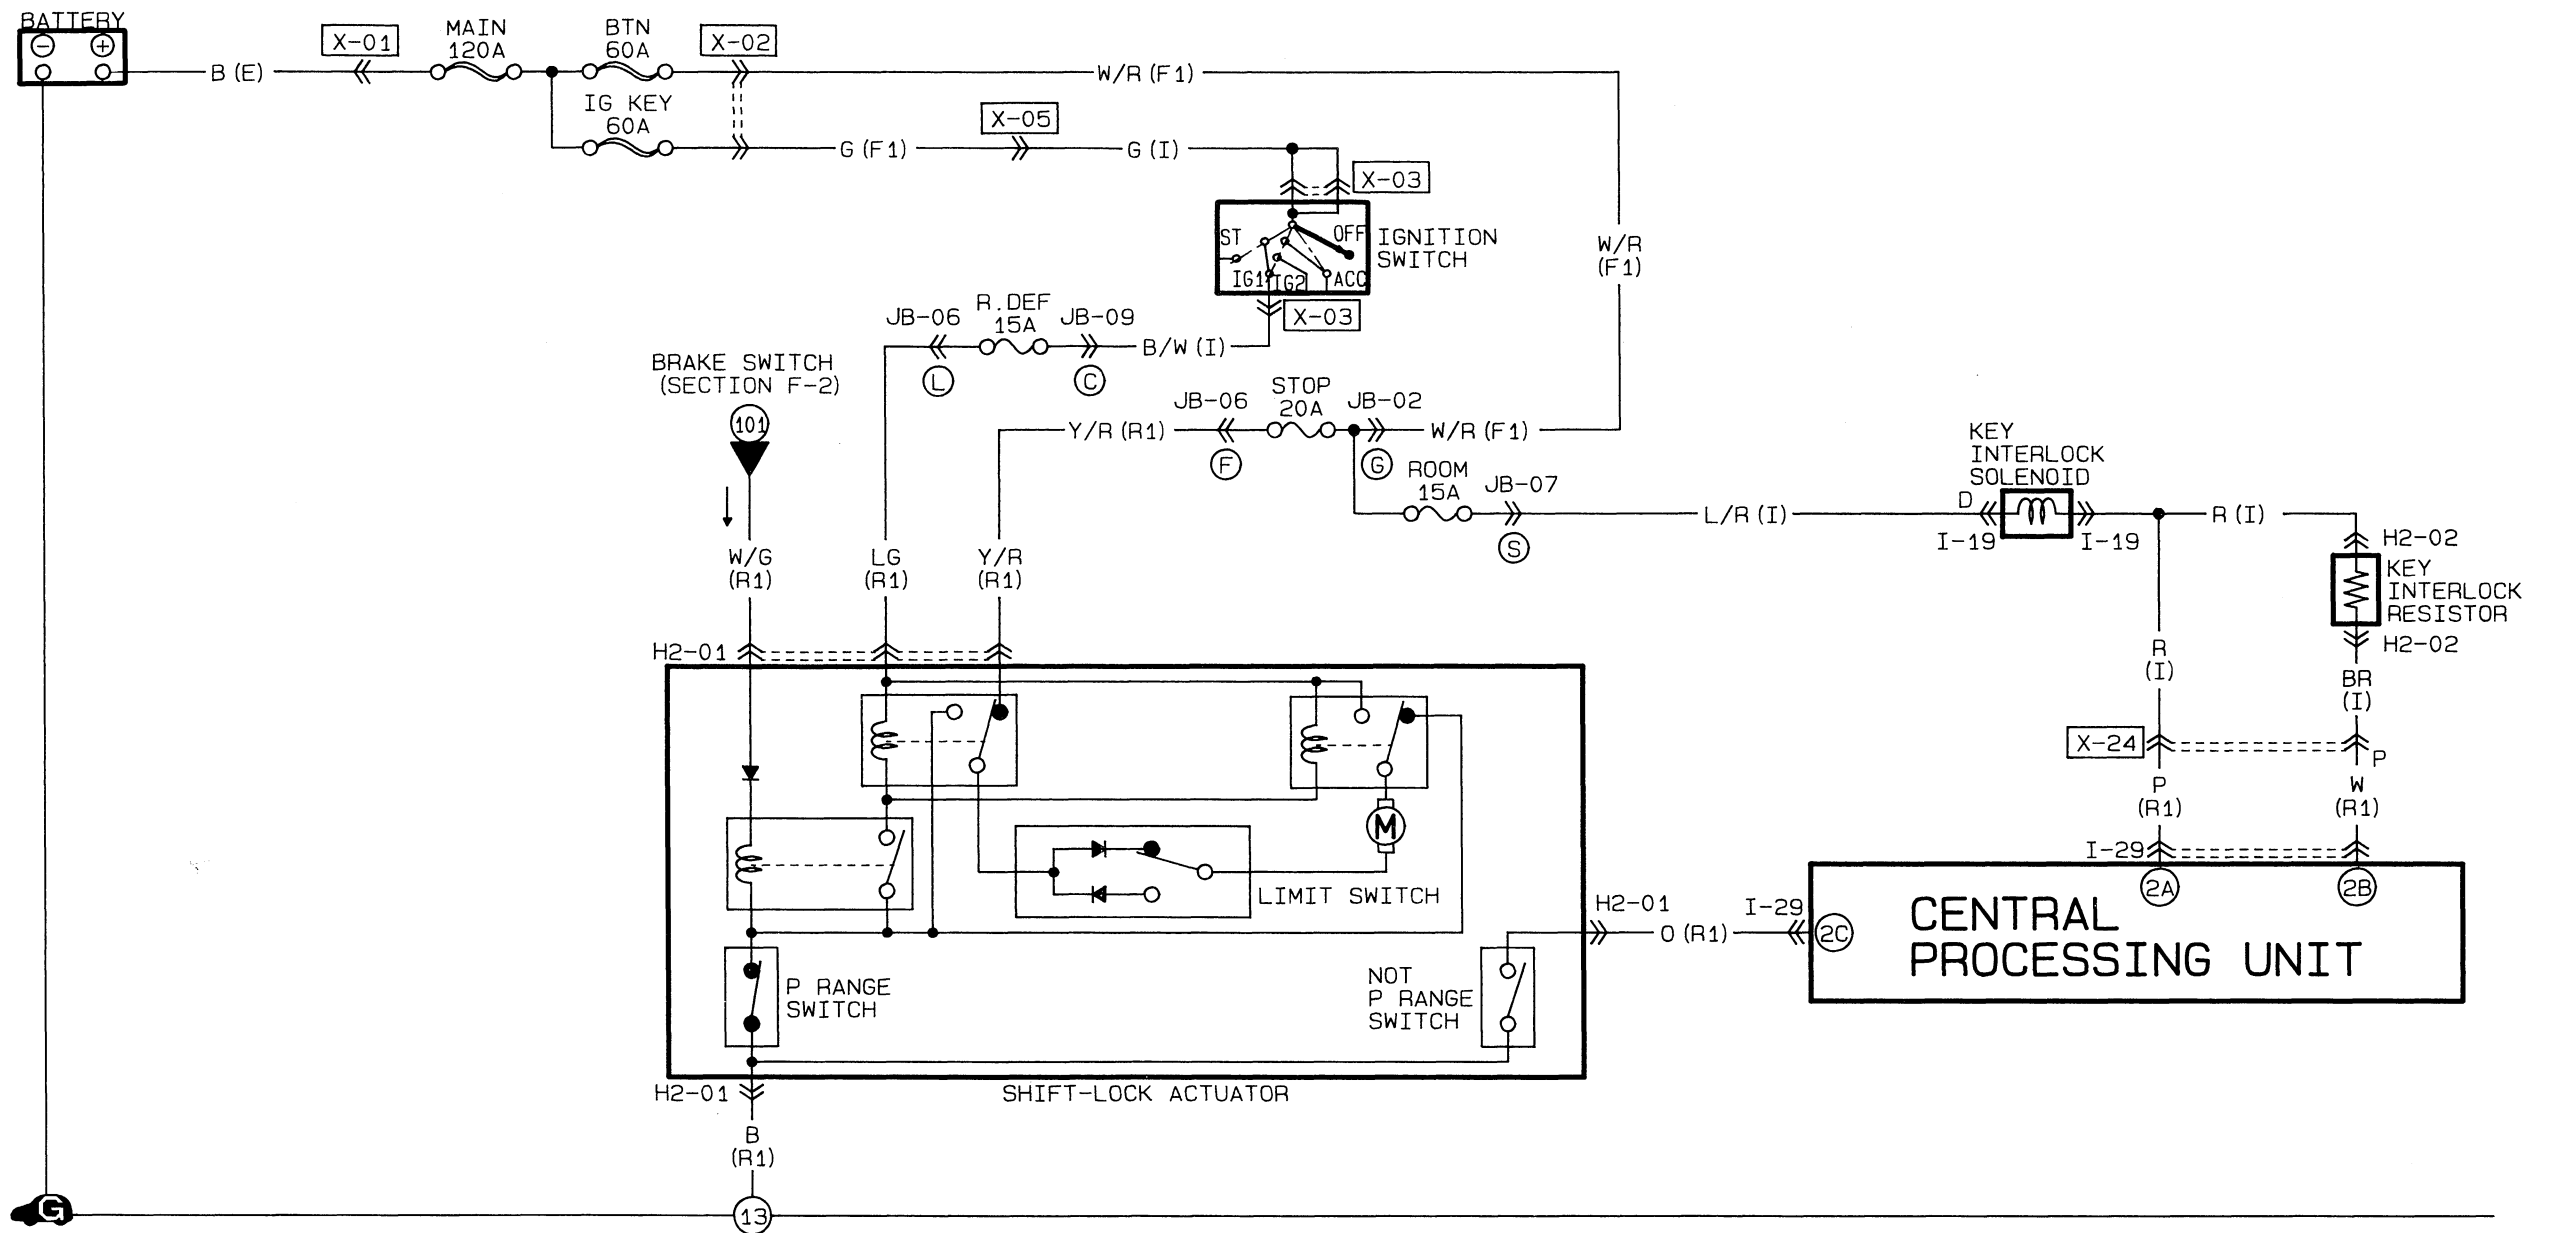 BATTERY
X-01
MAIN
120A
BTN
60A
X-02
B (E)
W/R (F1)
IG KEY
60A
X-05
G (F1)
G (I)
X-03
ST
OFF
IG1
IG2
ACC
IGNITION
SWITCH
X-03
W/R
(F1)
JB-06
R.DEF
15A
JB-09
B/W (I)
L
C
BRAKE SWITCH
(SECTION F-2)
101
JB-06
STOP
20A
JB-02
Y/R (R1)
W/R (F1)
F
G
ROOM
15A
JB-07
S
L/R (I)
KEY
INTERLOCK
SOLENOID
D
I-19
I-19
R (I)
H2-02
KEY
INTERLOCK
RESISTOR
H2-02
W/G
(R1)
LG
(R1)
Y/R
(R1)
R
(I)
BR
(I)
X-24
P
P
(R1)
W
(R1)
H2-01
M
LIMIT SWITCH
P RANGE
SWITCH
NOT
P RANGE
SWITCH
H2-01
O (R1)
I-29
I-29
2A
2B
2C
CENTRAL
PROCESSING UNIT
H2-01
SHIFT-LOCK ACTUATOR
B
(R1)
G
13